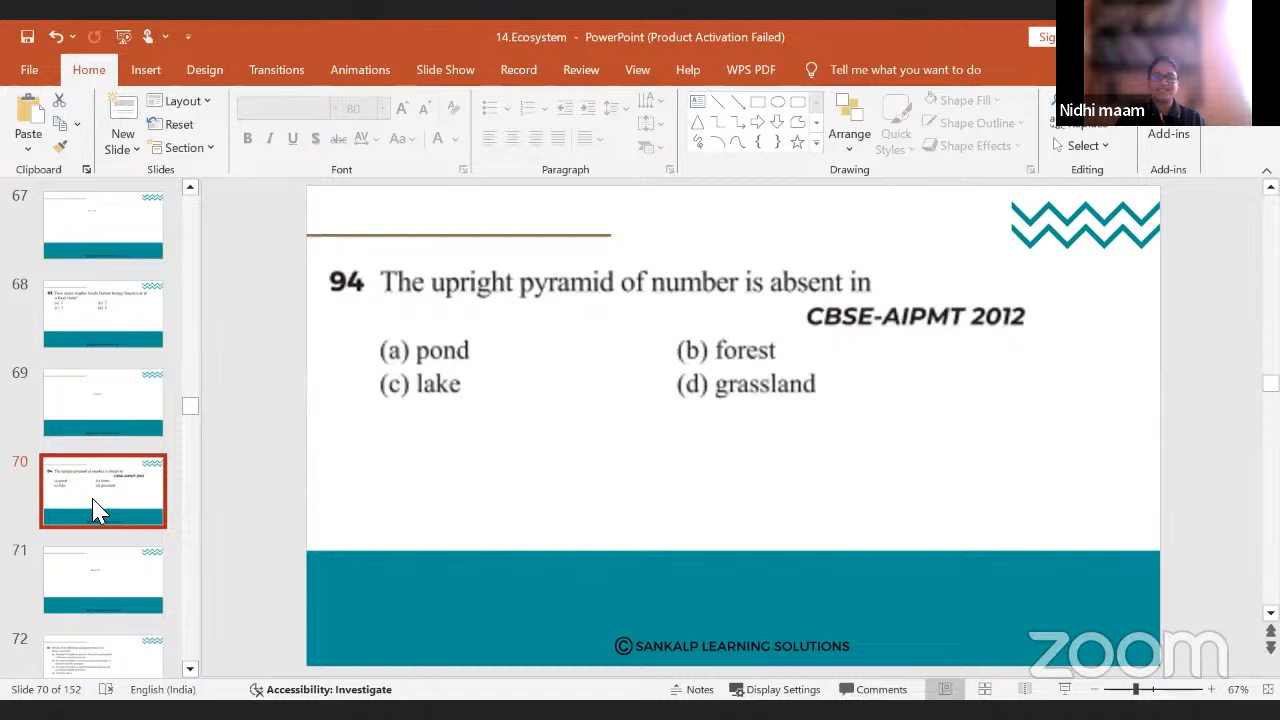 14.Ecosystem - PowerPoint (Product Activation Failed)
Nidhi maam
File Home Insert Design Transitions Animations Slide Show Record Review View Help WPS PDF Tell me what you want to do
Paste
Clipboard
New Slide
Layout
Reset
Section
Slides
80
B I U S abc AV Aa A
Font
Paragraph
Arrange
Quick Styles
Shape Fill
Shape Outline
Shape Effects
Drawing
Select
Editing
Add-ins
Add-ins
67
68
69
70
71
72
94 The upright pyramid of number is absent in
CBSE-AIPMT 2012
(a) pond (b) forest
(c) lake (d) grassland
© SANKALP LEARNING SOLUTIONS
zoom
Slide 70 of 152 English (India) Accessibility: Investigate Notes Display Settings Comments 67%